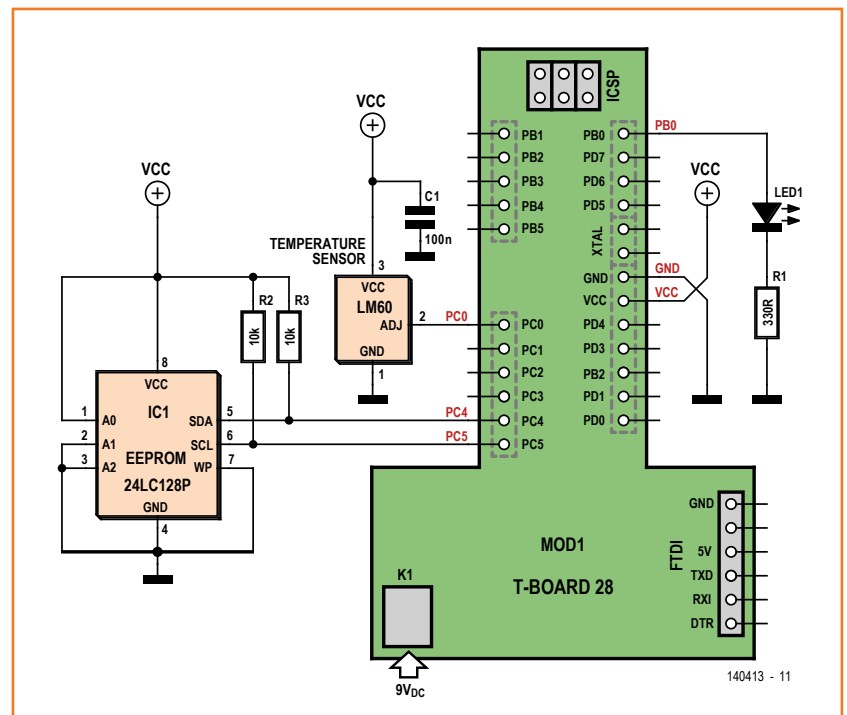 VCC
VCC
VCC
TEMPERATURE
SENSOR
C1
100n
3
VCC
LM60
ADJ
GND
2
1
PC0
R2
R3
10k
10k
8
VCC
IC1
EEPROM
24LC128P
GND
4
1
A0
2
A1
3
A2
SDA
5
SCL
6
WP
7
PC4
PC5
ICSP
PB1
PB2
PB3
PB4
PB5
PC0
PC1
PC2
PC3
PC4
PC5
PB0
PD7
PD6
PD5
XTAL
GND
VCC
PD4
PD3
PB2
PD1
PD0
PB0
GND
VCC
LED1
R1
330R
MOD1
T-BOARD 28
K1
9VDC
GND
5V
TXD
RXI
DTR
FTDI
140413 - 11